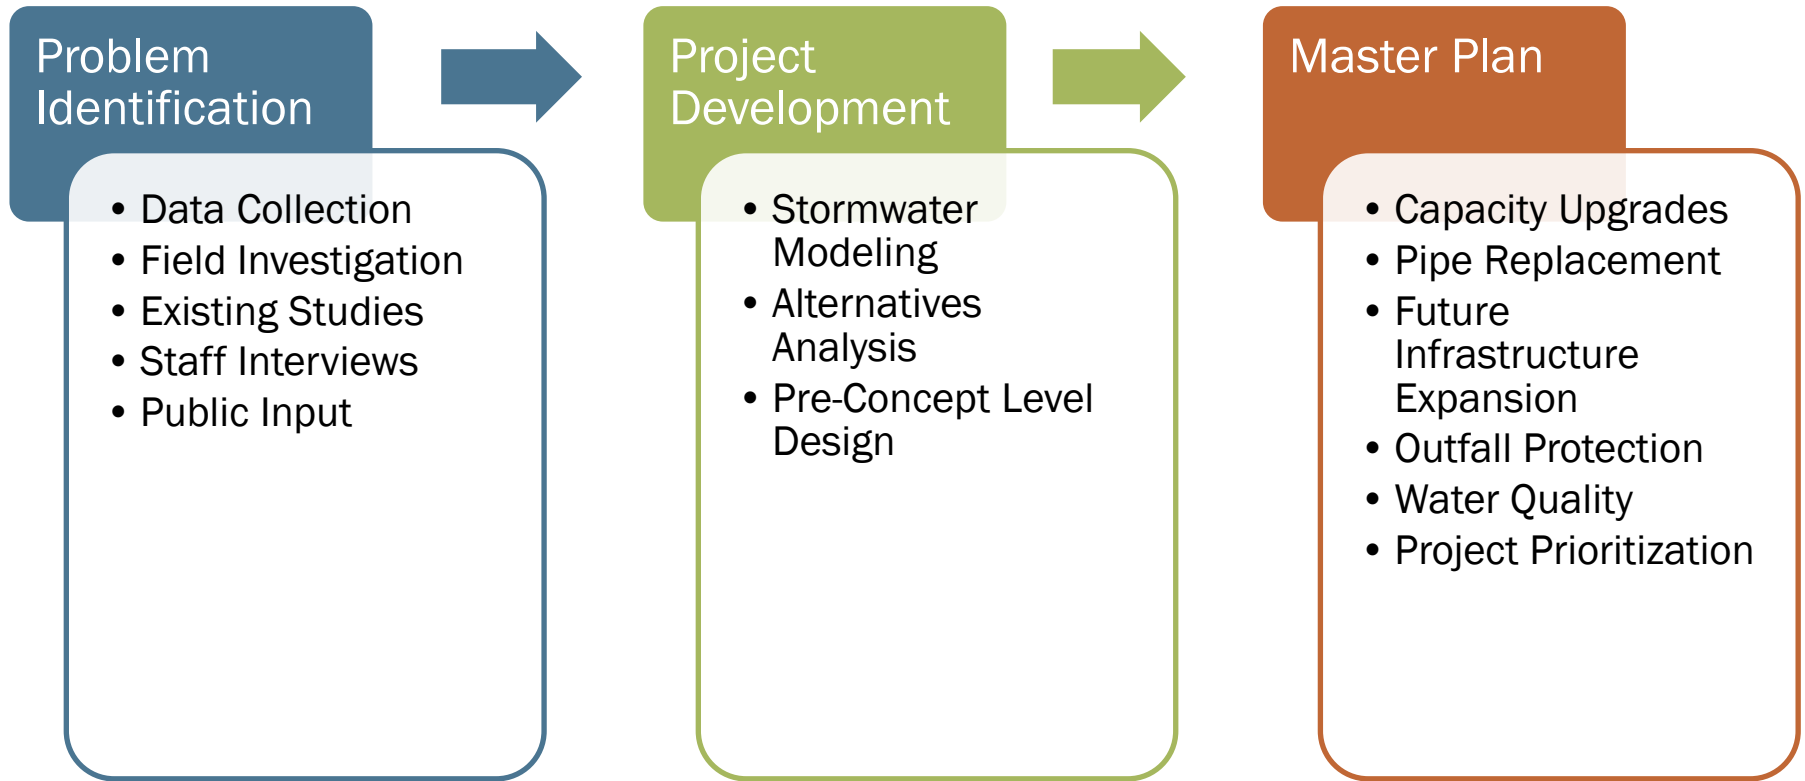 Problem
Identification
• Data Collection
• Field Investigation
• Existing Studies
• Staff Interviews
• Public Input
Project
Development
• Stormwater
Modeling
• Alternatives
Analysis
• Pre-Concept Level
Design
Master Plan
• Capacity Upgrades
• Pipe Replacement
• Future
Infrastructure
Expansion
• Outfall Protection
• Water Quality
• Project Prioritization